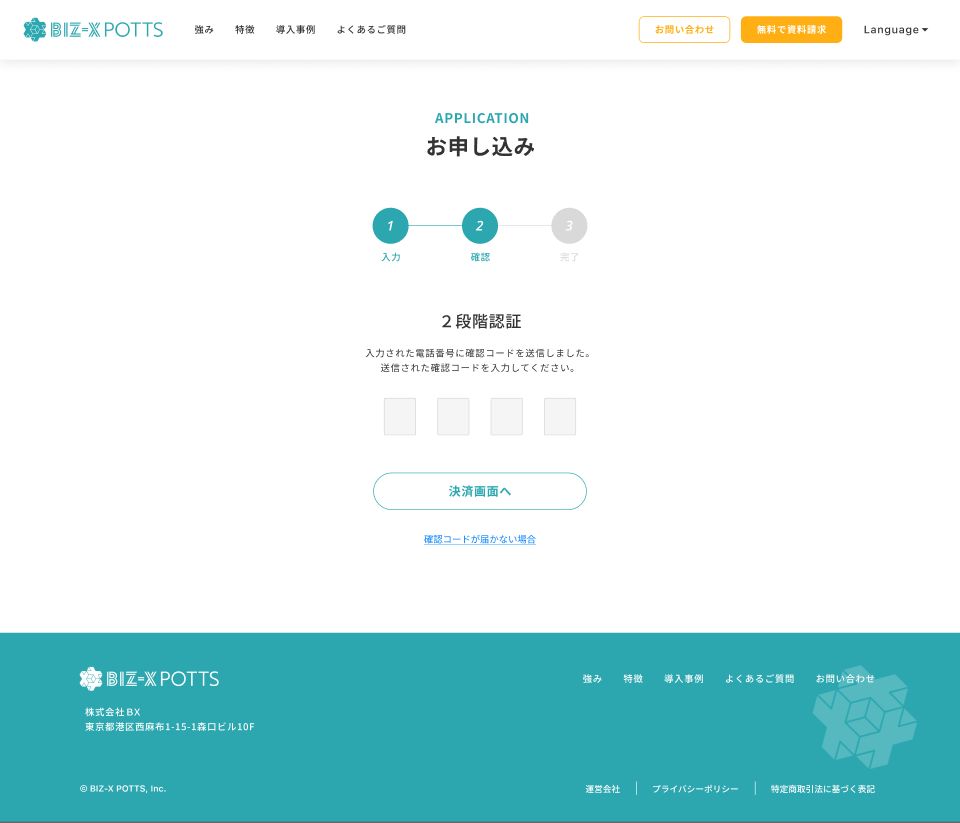 BIZ-X POTTS
強み 特徴 導入事例 よくあるご質問
お問い合わせ 無料で資料請求 Language
APPLICATION
お申し込み
1 2 3
入力 確認 完了
２段階認証
入力された電話番号に確認コードを送信しました。
送信された確認コードを入力してください。
決済画面へ
確認コードが届かない場合
BIZ-X POTTS
強み 特徴 導入事例 よくあるご質問 お問い合わせ
株式会社BX
東京都港区西麻布1-15-1森口ビル10F
© BIZ-X POTTS, Inc.
運営会社 プライバシーポリシー 特定商取引法に基づく表記